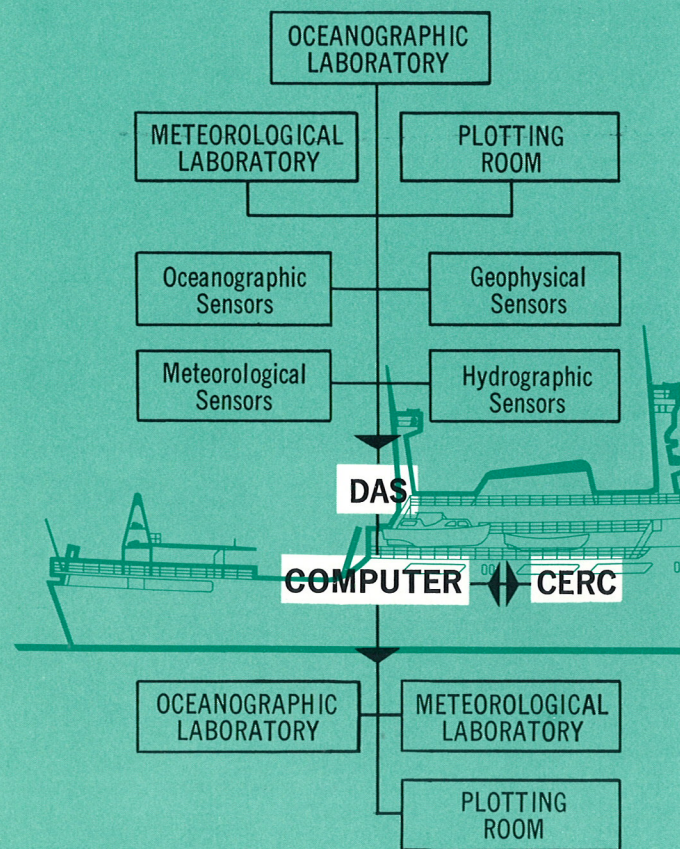 OCEANOGRAPHIC
LABORATORY
METEOROLOGICAL
LABORATORY
PLOTTING
ROOM
Oceanographic
Sensors
Geophysical
Sensors
Meteorological
Sensors
Hydrographic
Sensors
DAS
COMPUTER
CERC
OCEANOGRAPHIC
LABORATORY
METEOROLOGICAL
LABORATORY
PLOTTING
ROOM